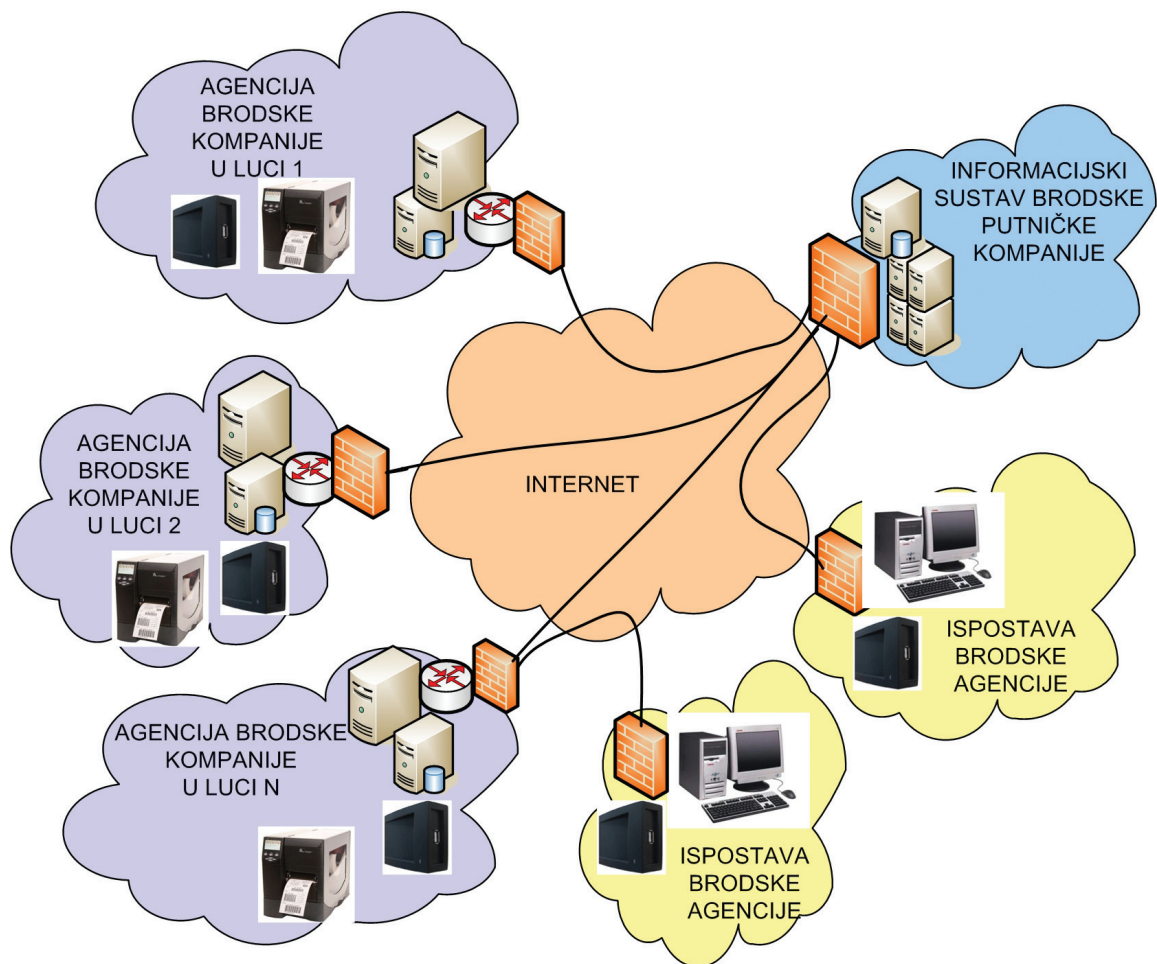 AGENCIJA
BRODSKE
KOMPANIJE
U LUCI 1
INFORMACIJSKI
SUSTAV BRODSKE
PUTNIČKE
KOMPANIJE
AGENCIJA
BRODSKE
KOMPANIJE
U LUCI 2
INTERNET
ISPOSTAVA
BRODSKE
AGENCIJE
AGENCIJA BRODSKE
KOMPANIJE
U LUCI N
ISPOSTAVA
BRODSKE
AGENCIJE